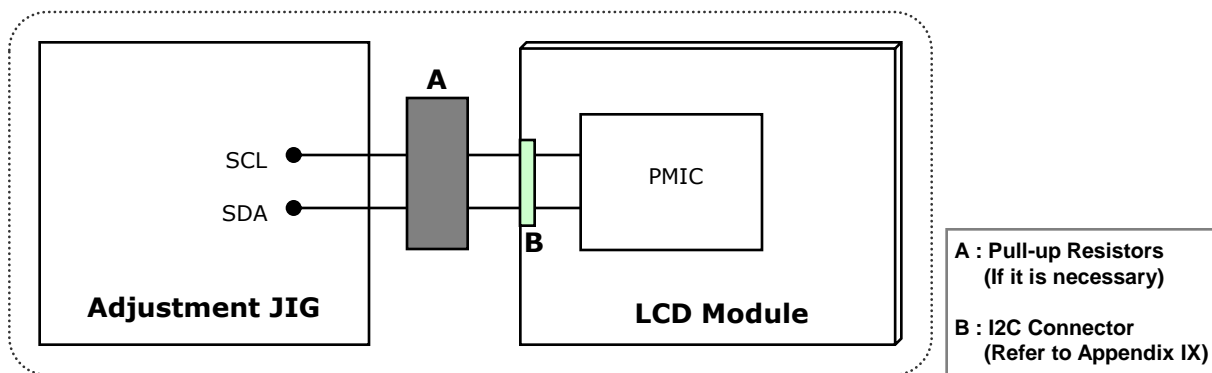 A
SCL
SDA
PMIC
B
Adjustment JIG
LCD Module
A : Pull-up Resistors
(If it is necessary)
B : I2C Connector
(Refer to Appendix IX)